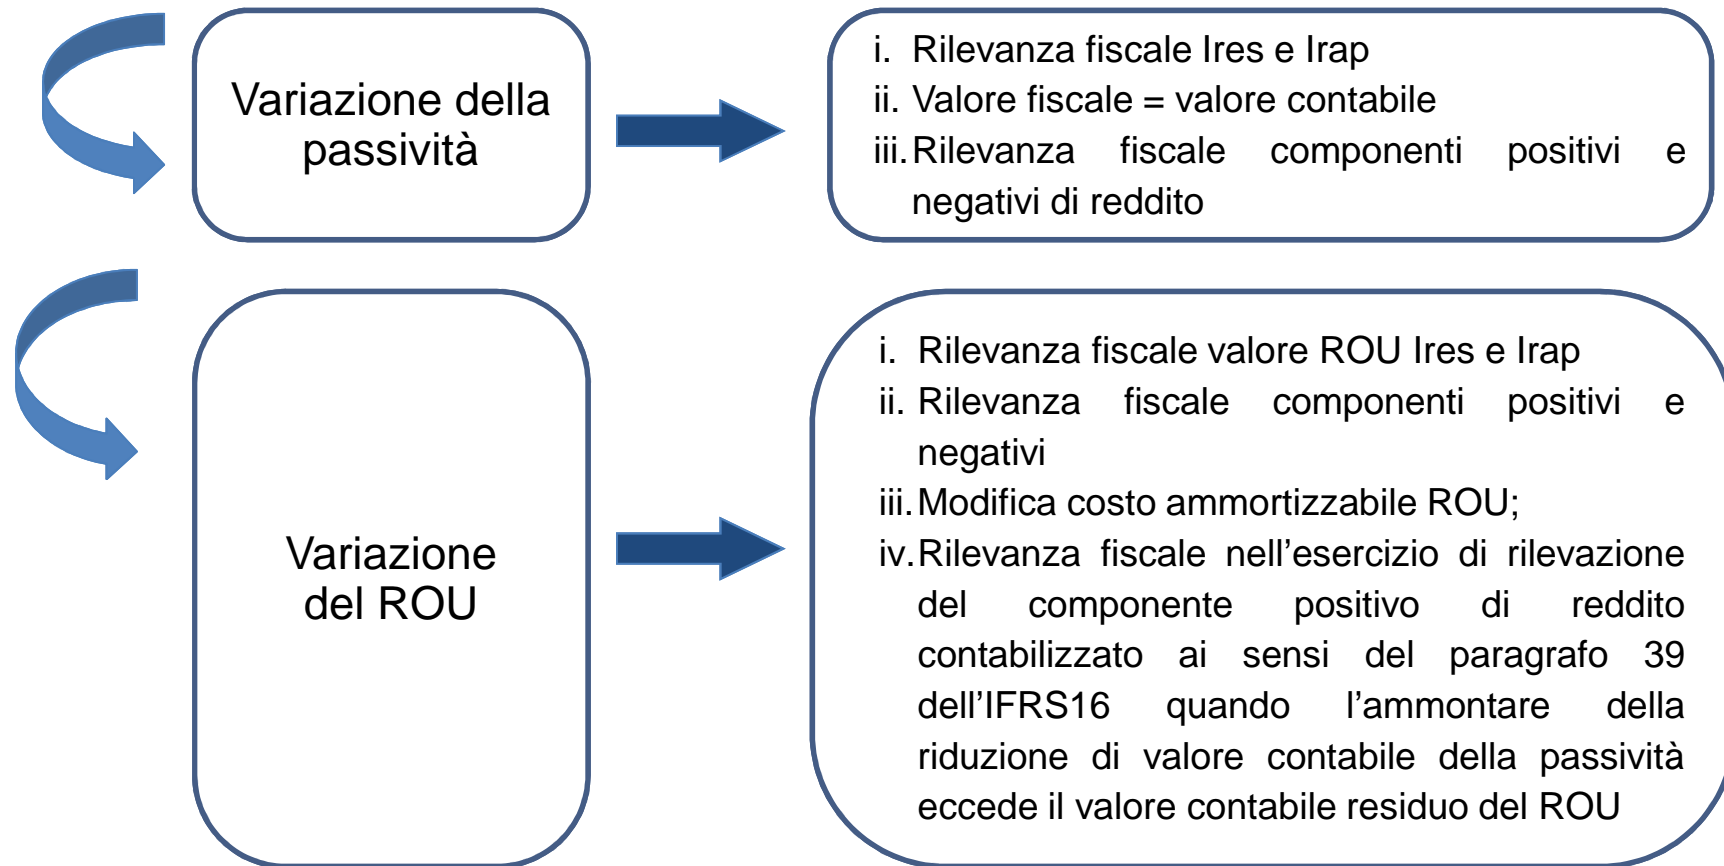 Variazione della
passività
i. Rilevanza fiscale Ires e Irap
ii. Valore fiscale = valore contabile
iii. Rilevanza fiscale componenti positivi e
negativi di reddito
Variazione
del ROU
i. Rilevanza fiscale valore ROU Ires e Irap
ii. Rilevanza fiscale componenti positivi e
negativi
iii. Modifica costo ammortizzabile ROU;
iv. Rilevanza fiscale nell’esercizio di rilevazione
del componente positivo di reddito
contabilizzato ai sensi del paragrafo 39
dell’IFRS16 quando l’ammontare della
riduzione di valore contabile della passività
eccede il valore contabile residuo del ROU